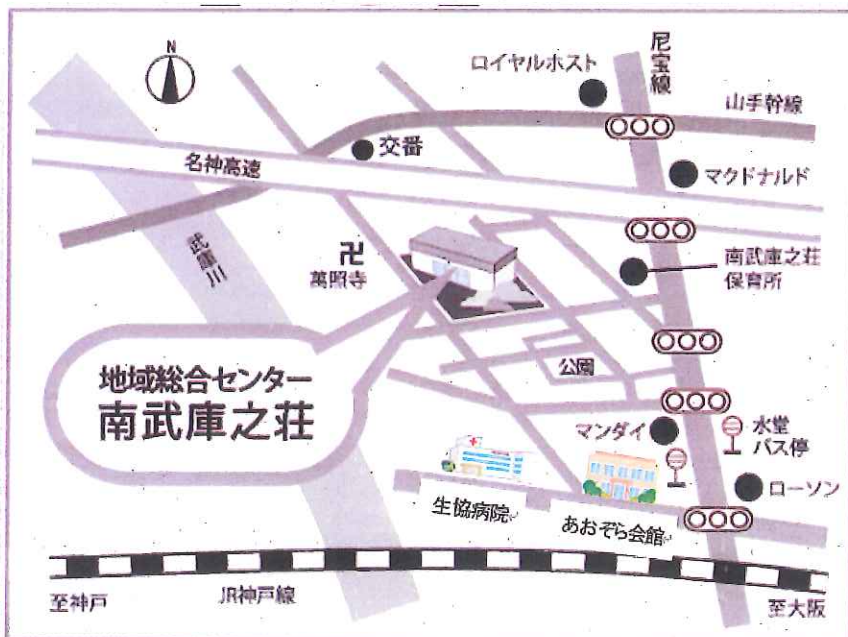 N
ロイヤルホスト
尼宝線
山手幹線
交番
名神高速
マクドナルド
武庫川
卍
萬照寺
南武庫之荘
保育所
地域総合センター
南武庫之荘
公園
マンダイ
水堂
バス停
ローソン
生協病院
あおぞら会館
至神戸
JR神戸線
至大阪